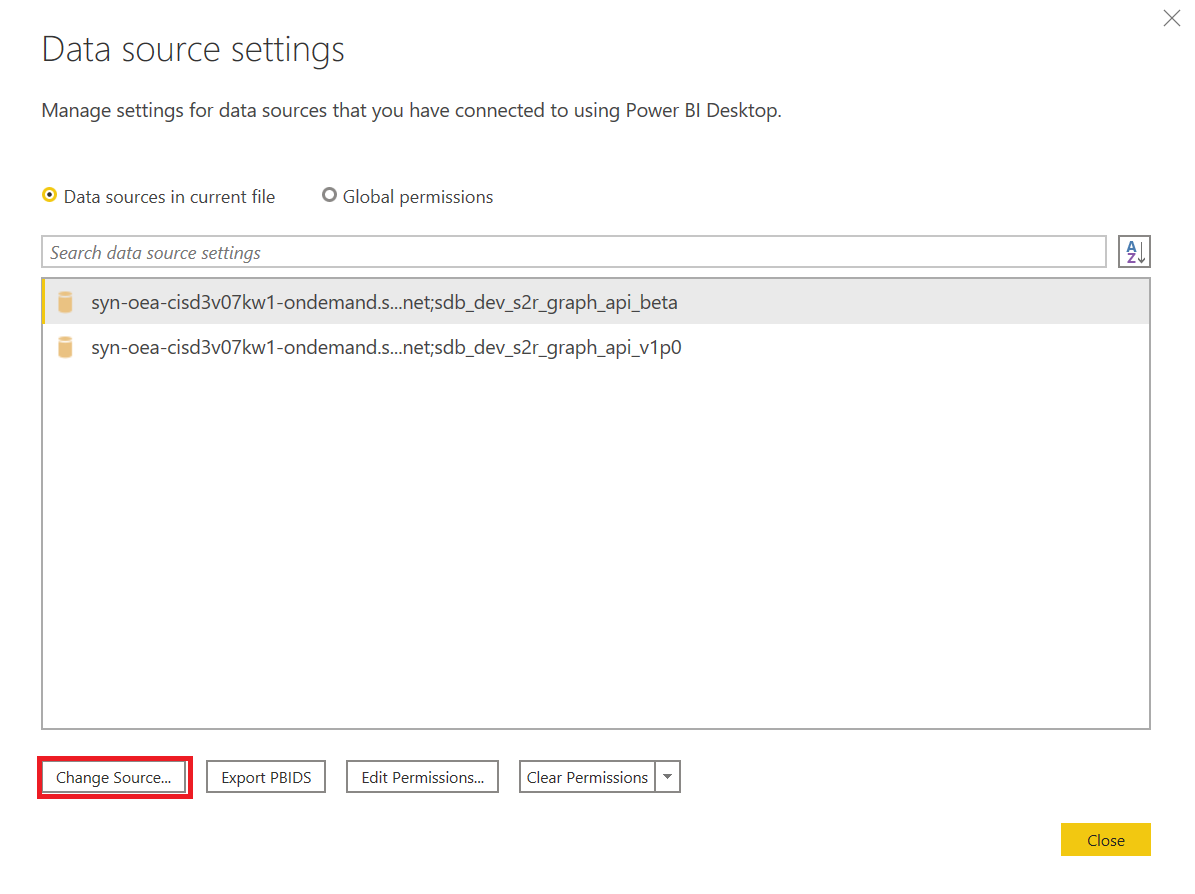 Data source settings
Manage settings for data sources that you have connected to using Power BI Desktop.
Data sources in current file Global permissions
Search data source settings
A
Z
syn-oea-cisd3v07kw1-ondemand.s...net;sdb_dev_s2r_graph_api_beta
syn-oea-cisd3v07kw1-ondemand.s...net;sdb_dev_s2r_graph_api_v1p0
Change Source... Export PBIDS Edit Permissions... Clear Permissions
Close